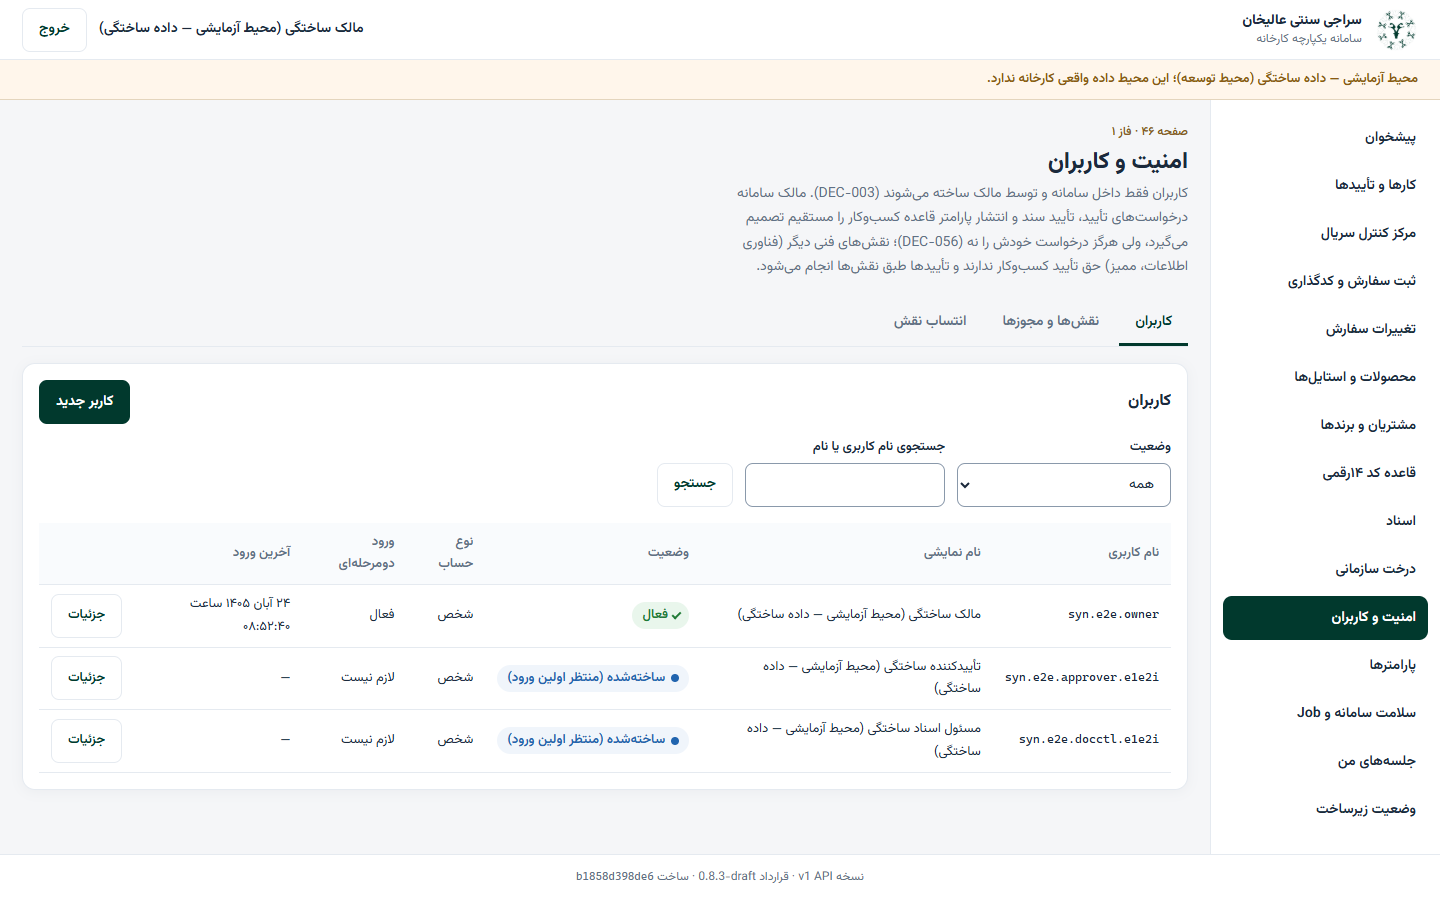 سراجی سنتی عالیخان
سامانه یکپارچه کارخانه
مالک ساختگی (محیط آزمایشی – داده ساختگی)
خروج
محیط آزمایشی – داده ساختگی (محیط توسعه)؛ این محیط داده واقعی کارخانه ندارد.
پیشخوان
کارها و تأییدها
مرکز کنترل سریال
ثبت سفارش و کدگذاری
تغییرات سفارش
محصولات و استایل‌ها
مشتریان و برندها
قاعده کد ۱۴رقمی
اسناد
درخت سازمانی
امنیت و کاربران
پارامترها
سلامت سامانه و Job
جلسه‌های من
وضعیت زیرساخت
صفحه ۴۶ · فاز ۱
امنیت و کاربران
کاربران فقط داخل سامانه و توسط مالک ساخته می‌شوند (DEC-003). مالک سامانه
درخواست‌های تأیید، تأیید سند و انتشار پارامتر قاعده کسب‌وکار را مستقیم تصمیم
می‌گیرد، ولی هرگز درخواست خودش را نه (DEC-056)؛ نقش‌های فنی دیگر (فناوری
اطلاعات، ممیز) حق تأیید کسب‌وکار ندارند و تأییدها طبق نقش‌ها انجام می‌شود.
کاربران
نقش‌ها و مجوزها
انتساب نقش
کاربران
کاربر جدید
وضعیت
جستجوی نام کاربری یا نام
همه
جستجو
نام کاربری
نام نمایشی
وضعیت
نوع
حساب
ورود
دومرحله‌ای
آخرین ورود
syn.e2e.owner
مالک ساختگی (محیط آزمایشی – داده ساختگی)
فعال
شخص
فعال
۲۴ آبان ۱۴۰۵ ساعت
۰۸:۵۲:۴۰
جزئیات
syn.e2e.approver.e1e2i
تأییدکننده ساختگی (محیط آزمایشی – داده
ساختگی)
ساخته‌شده (منتظر اولین ورود)
شخص
لازم نیست
–
جزئیات
syn.e2e.docctl.e1e2i
مسئول اسناد ساختگی (محیط آزمایشی – داده
ساختگی)
ساخته‌شده (منتظر اولین ورود)
شخص
لازم نیست
–
جزئیات
نسخه v1 API · قرارداد 0.8.3-draft · ساخت b1858d398de6